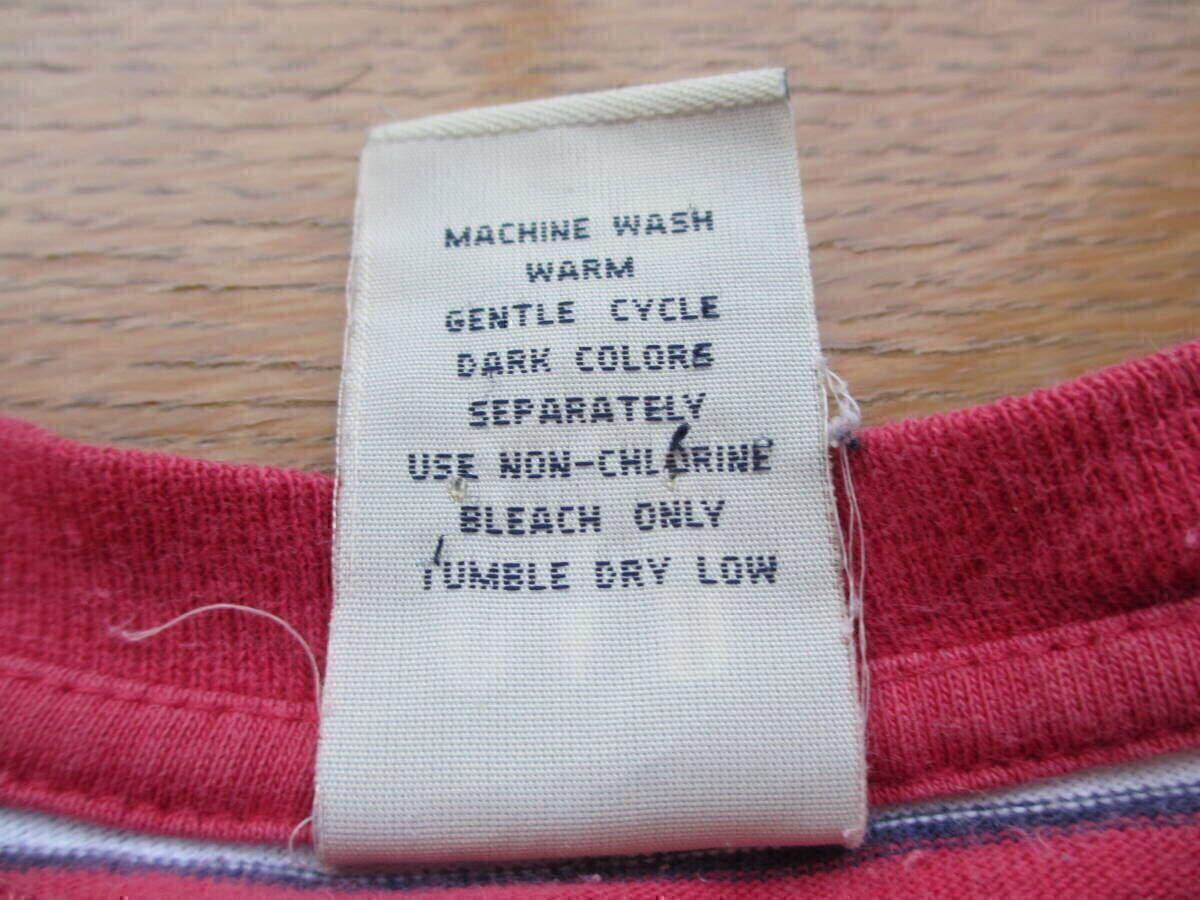 MACHINE WASH
WARM
GENTLE CYCLE
DARK COLORS
SEPARATELY
USE NON-CHLORINE
BLEACH ONLY
TUMBLE DRY LOW